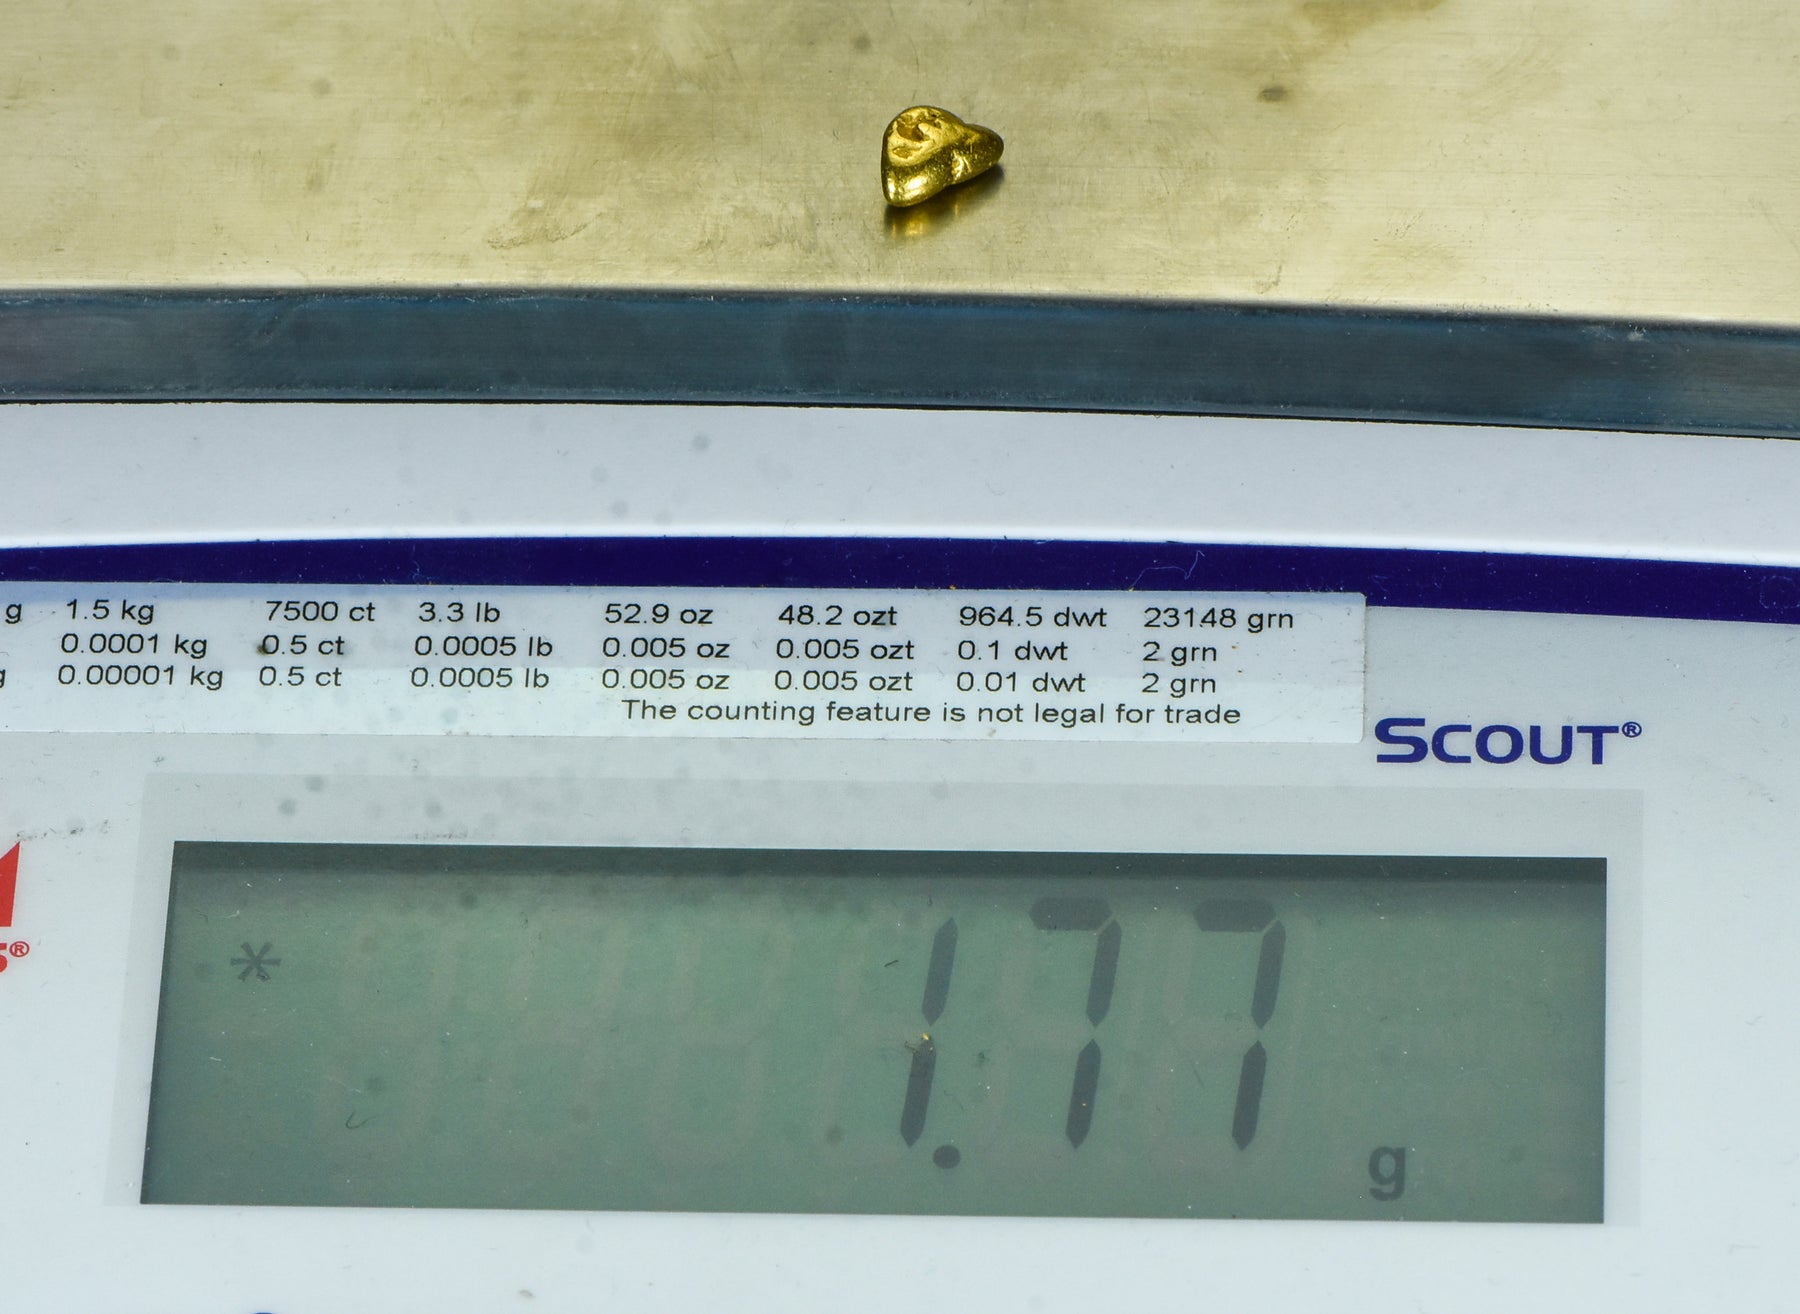 g 1.5 kg 7500 ct 3.3 lb 52.9 oz 48.2 ozt 964.5 dwt 23148 grn
0.0001 kg 0.5 ct 0.0005 lb 0.005 oz 0.005 ozt 0.1 dwt 2 grn
0.00001 kg 0.5 ct 0.0005 lb 0.005 oz 0.005 ozt 0.01 dwt 2 grn
The counting feature is not legal for trade
SCOUT®
* 1.77 g